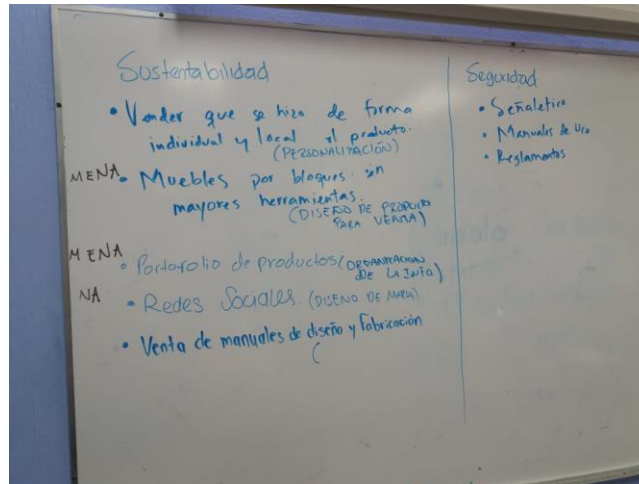 Sustentabilidad
• Vender que se hizo de forma
individual y local el producto.
(PERSONALIZACIÓN)
MENA • Muebles por bloques sin
mayores herramientas.
(DISEÑO DE PRODUCTO
PARA VENTA)
MENA • Portafolio de productos (ORGANIZACION
DE LA INFO)
NA • Redes Sociales (DISEÑO DE MARA)
• Venta de manuales de diseño y fabricación
(
Seguridad
• Señaletica
• Manuales de Uso
• Reglamentos